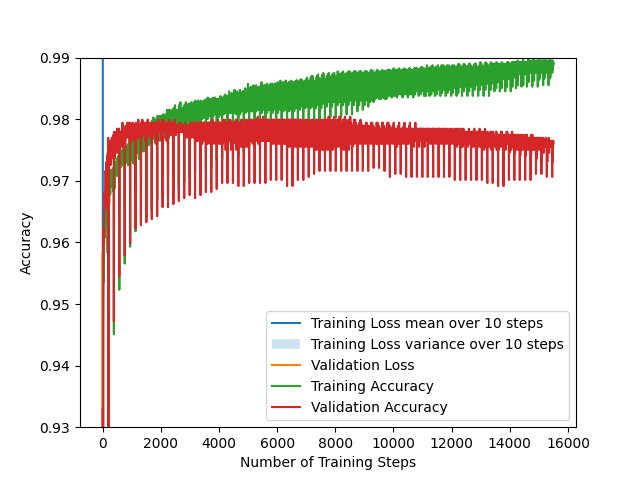 0.99
0.98
0.97
0.96
0.95
0.94
0.93
Accuracy
Training Loss mean over 10 steps
Training Loss variance over 10 steps
Validation Loss
Training Accuracy
Validation Accuracy
0 2000 4000 6000 8000 10000 12000 14000 16000
Number of Training Steps